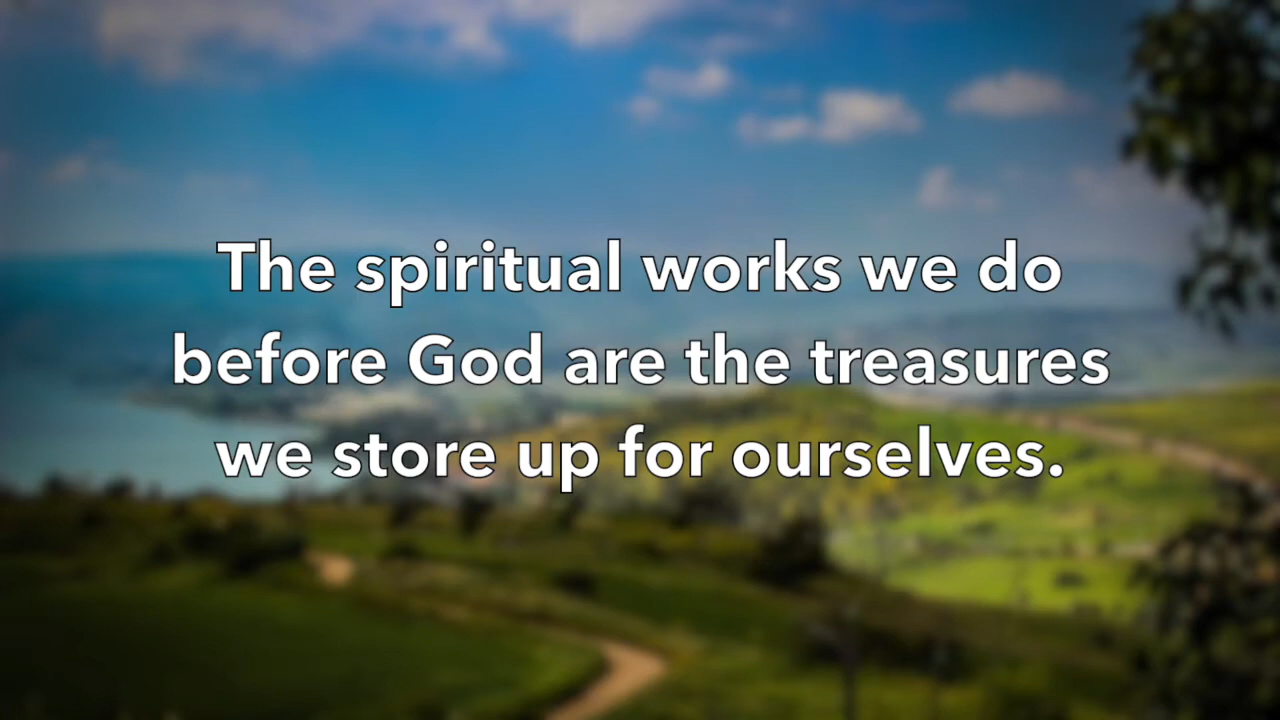 The spiritual works we do
before God are the treasures
we store up for ourselves.